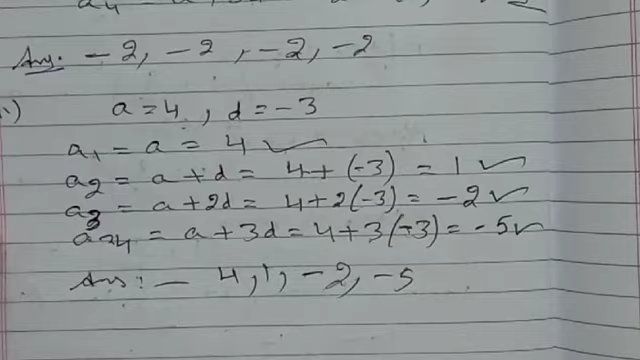 Ans. -2, -2, -2, -2
a = 4, d = -3
a1 = a = 4 ✓
a2 = a + d = 4 + (-3) = 1 ✓
a3 = a + 2d = 4 + 2(-3) = -2 ✓
a4 = a + 3d = 4 + 3(-3) = -5 ✓
Ans :- 4, 1, -2, -5